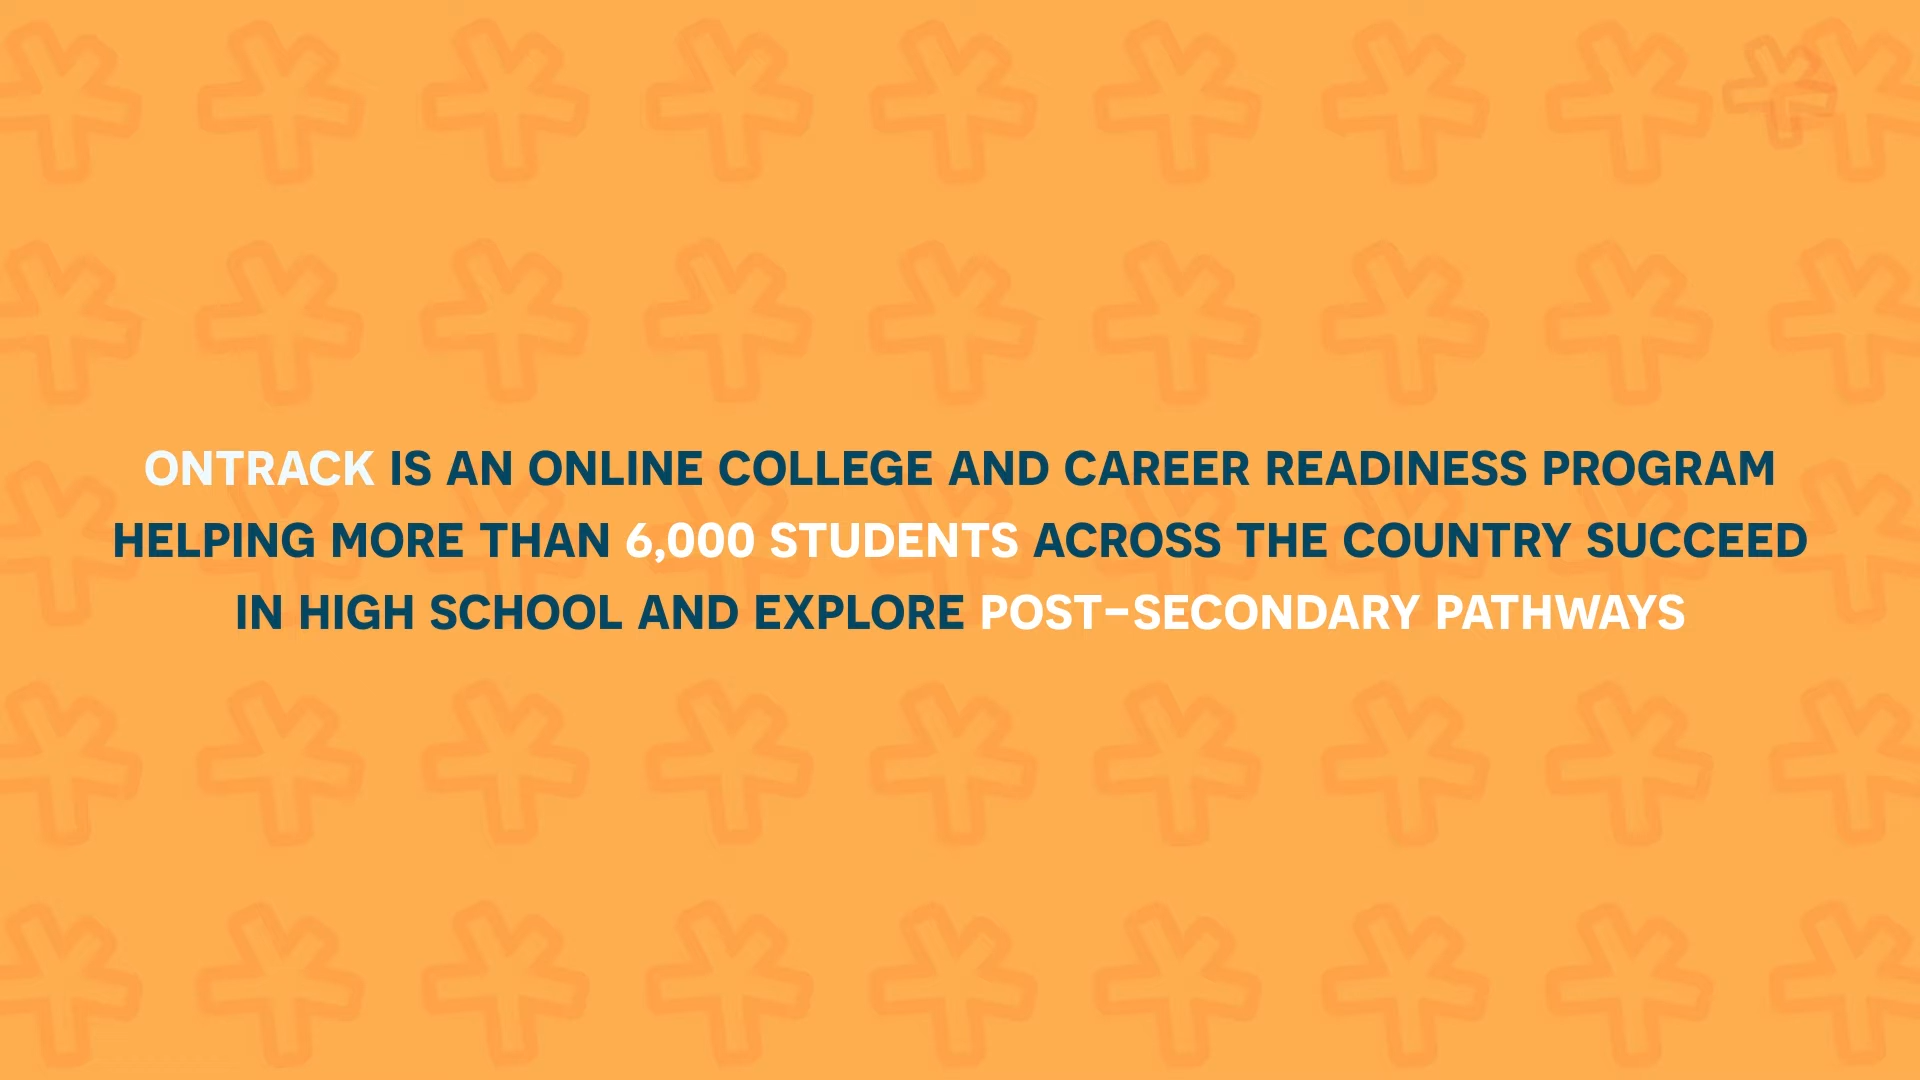 ONTRACK IS AN ONLINE COLLEGE AND CAREER READINESS PROGRAM
HELPING MORE THAN 6,000 STUDENTS ACROSS THE COUNTRY SUCCEED
IN HIGH SCHOOL AND EXPLORE POST-SECONDARY PATHWAYS